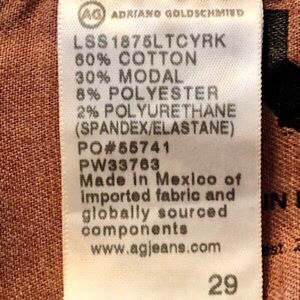 AG ADRIANO GOLDSCHMIED
LSS1875LTCYRK
60% COTTON
30% MODAL
8% POLYESTER
2% POLYURETHANE
(SPANDEX/ELASTANE)
PO#55741
PW33763
Made in Mexico of
imported fabric and
globally sourced
components
www.agjeans.com
29